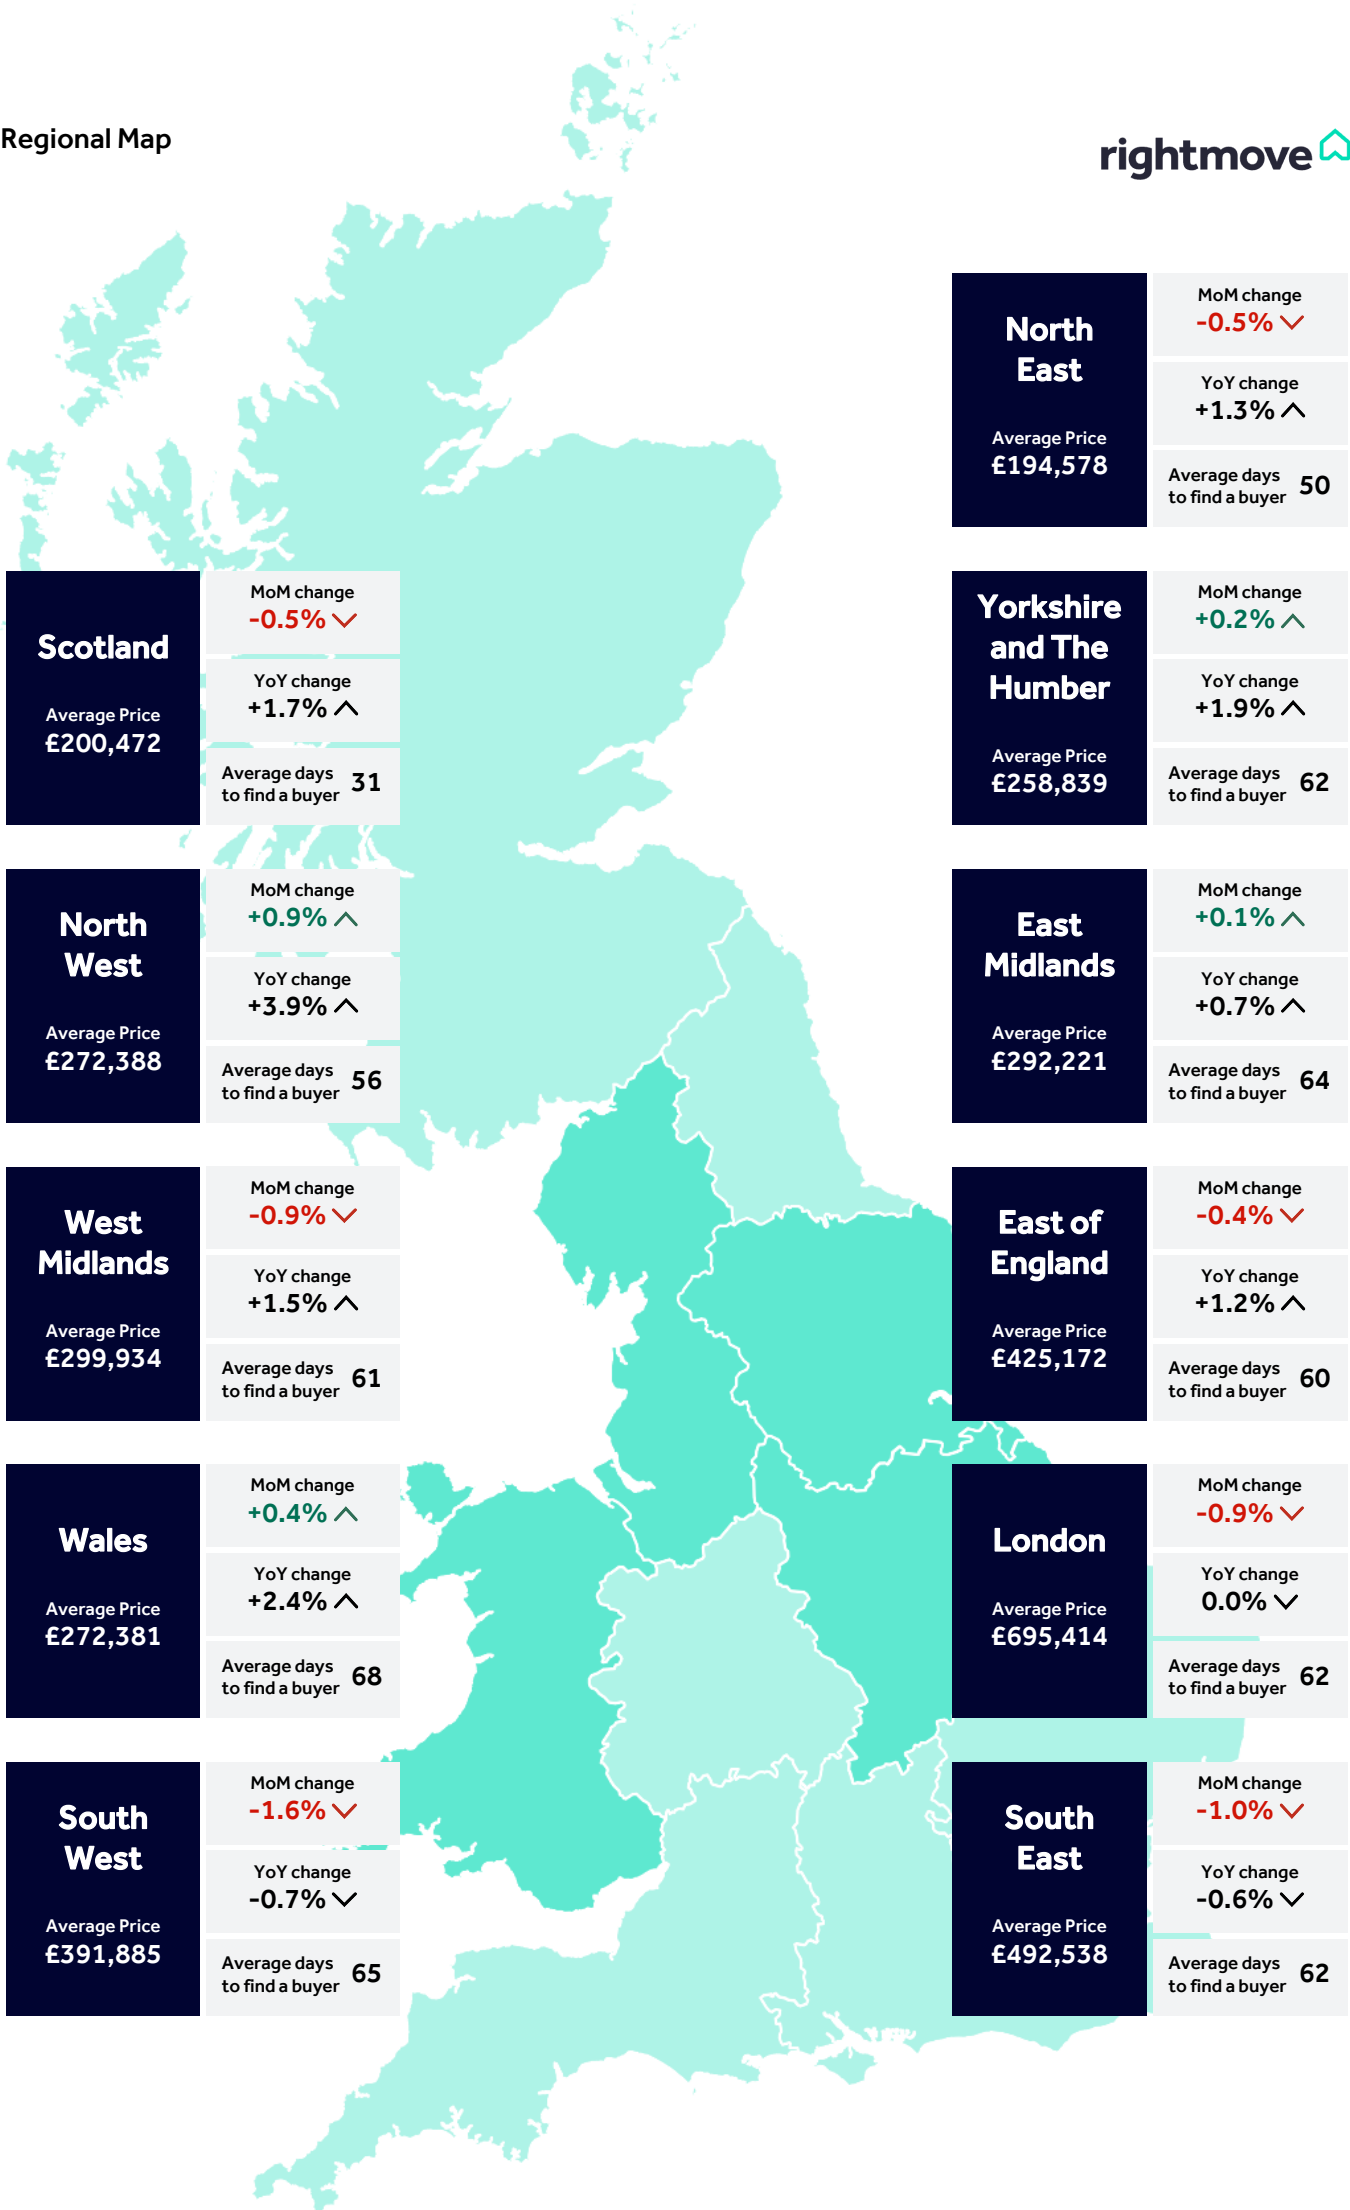 Regional Map
rightmove
North
East
Average Price
£194,578
MoM change
-0.5%
YoY change
+1.3%
Average days
to find a buyer
50
Scotland
Average Price
£200,472
MoM change
-0.5%
YoY change
+1.7%
Average days
to find a buyer
31
Yorkshire
and The
Humber
Average Price
£258,839
MoM change
+0.2%
YoY change
+1.9%
Average days
to find a buyer
62
North
West
Average Price
£272,388
MoM change
+0.9%
YoY change
+3.9%
Average days
to find a buyer
56
East
Midlands
Average Price
£292,221
MoM change
+0.1%
YoY change
+0.7%
Average days
to find a buyer
64
West
Midlands
Average Price
£299,934
MoM change
-0.9%
YoY change
+1.5%
Average days
to find a buyer
61
East of
England
Average Price
£425,172
MoM change
-0.4%
YoY change
+1.2%
Average days
to find a buyer
60
Wales
Average Price
£272,381
MoM change
+0.4%
YoY change
+2.4%
Average days
to find a buyer
68
London
Average Price
£695,414
MoM change
-0.9%
YoY change
0.0%
Average days
to find a buyer
62
South
West
Average Price
£391,885
MoM change
-1.6%
YoY change
-0.7%
Average days
to find a buyer
65
South
East
Average Price
£492,538
MoM change
-1.0%
YoY change
-0.6%
Average days
to find a buyer
62